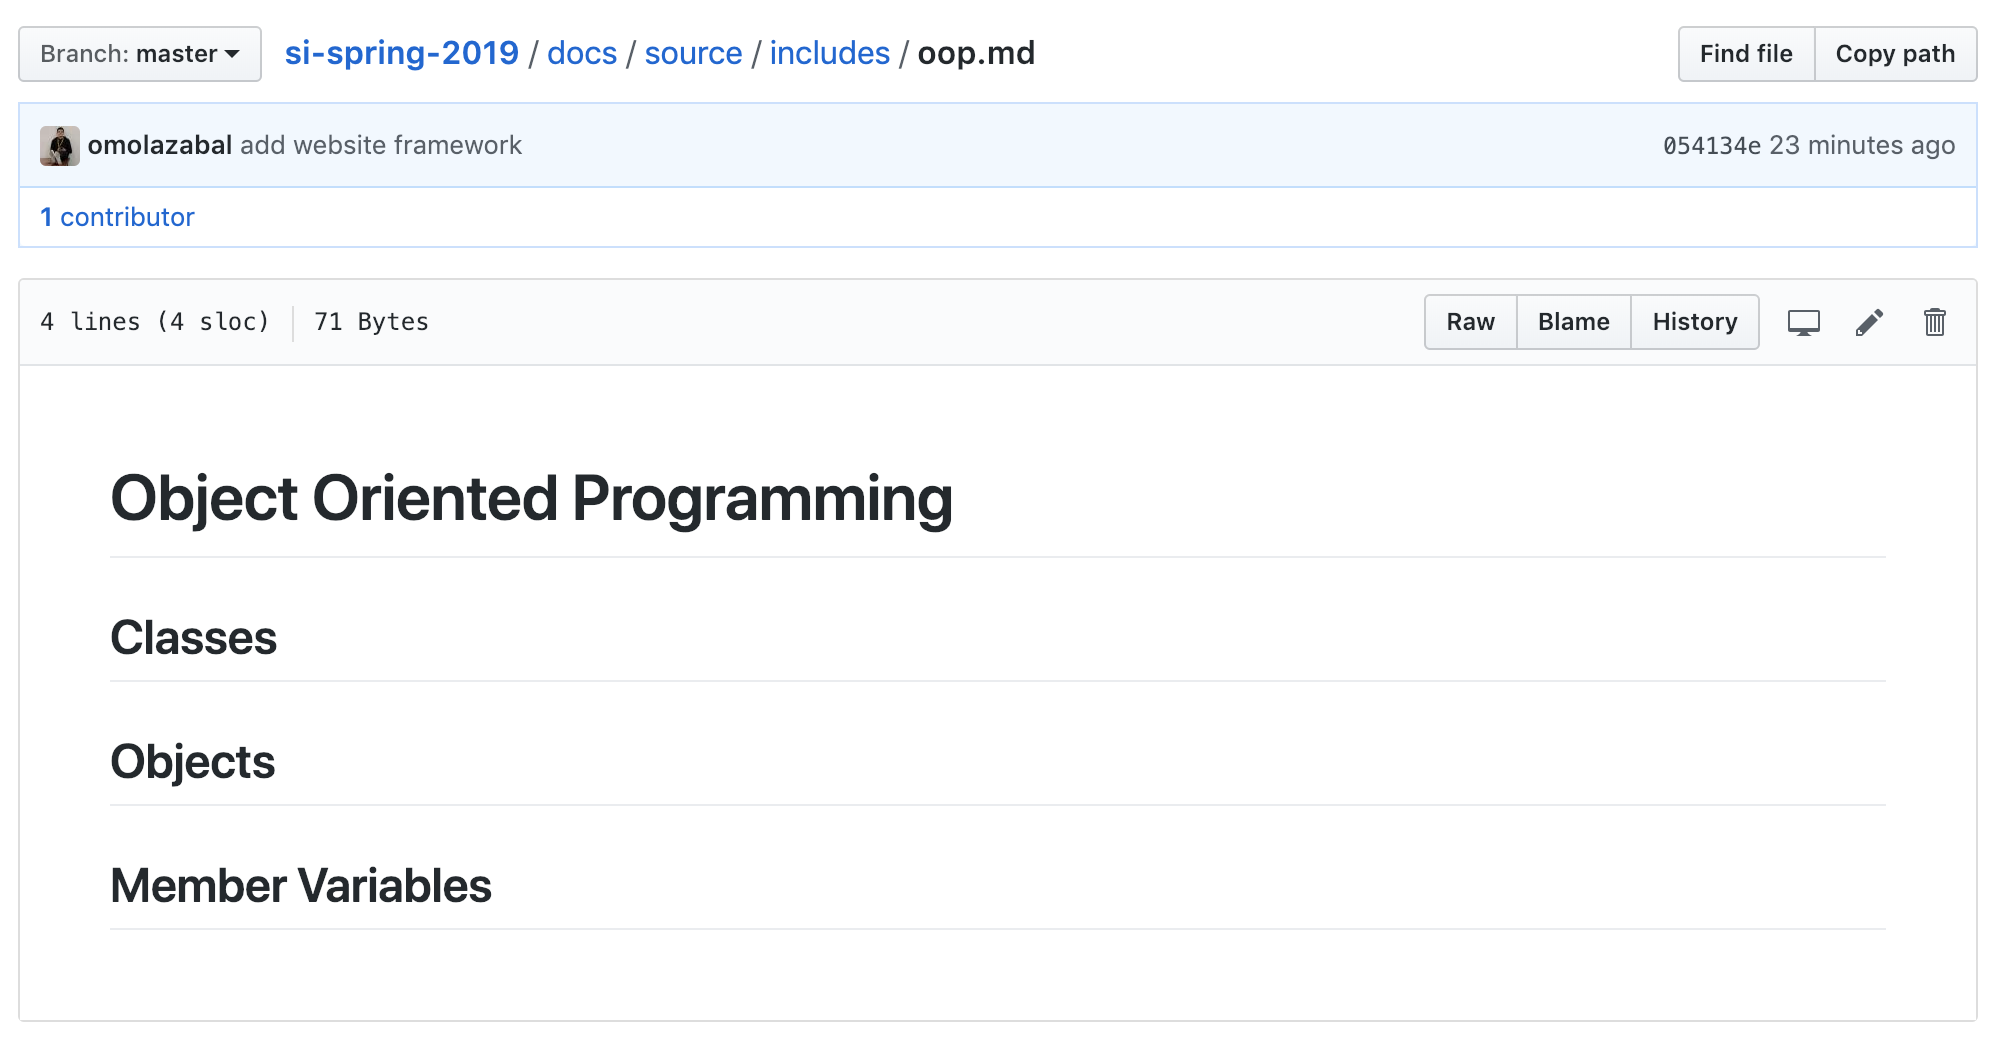 Branch: master si-spring-2019 / docs / source / includes / oop.md Find file Copy path
omolazabal add website framework 054134e 23 minutes ago
1 contributor
4 lines (4 sloc) 71 Bytes Raw Blame History
Object Oriented Programming
Classes
Objects
Member Variables